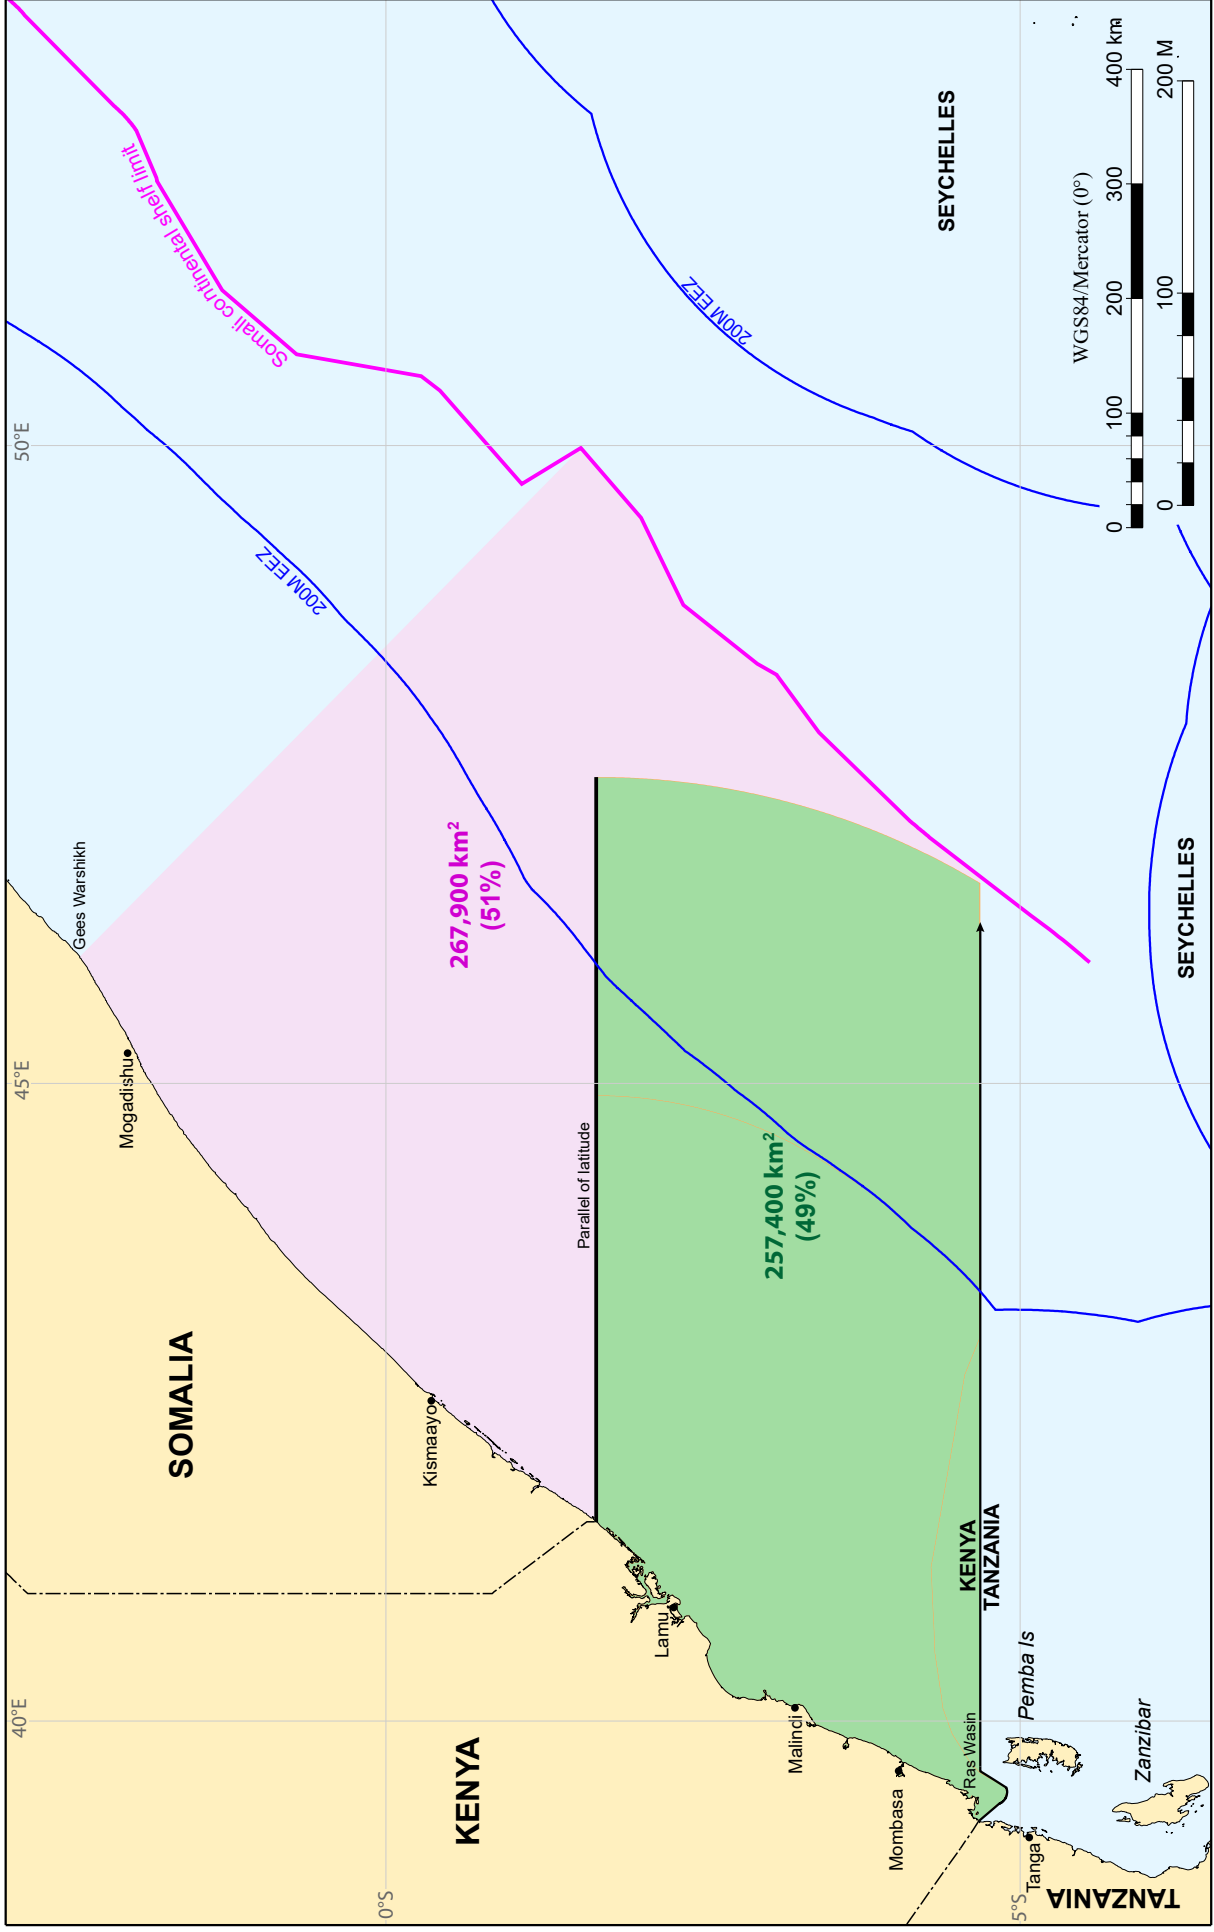 40°E
45°E
50°E
0°S
5°S
SOMALIA
KENYA
TANZANIA
Gees Warshikh
Mogadishu
Kismaayo
Lamu
Malindi
Mombasa
Ras Wasin
Tanga
Pemba Is
Zanzibar
Somali continental shelf limit
200M EEZ
200M EEZ
267,900 km²
(51%)
Parallel of latitude
257,400 km²
(49%)
KENYA
TANZANIA
SEYCHELLES
SEYCHELLES
WGS84/Mercator (0°)
0 100 200 300 400 km
0 100 200 M